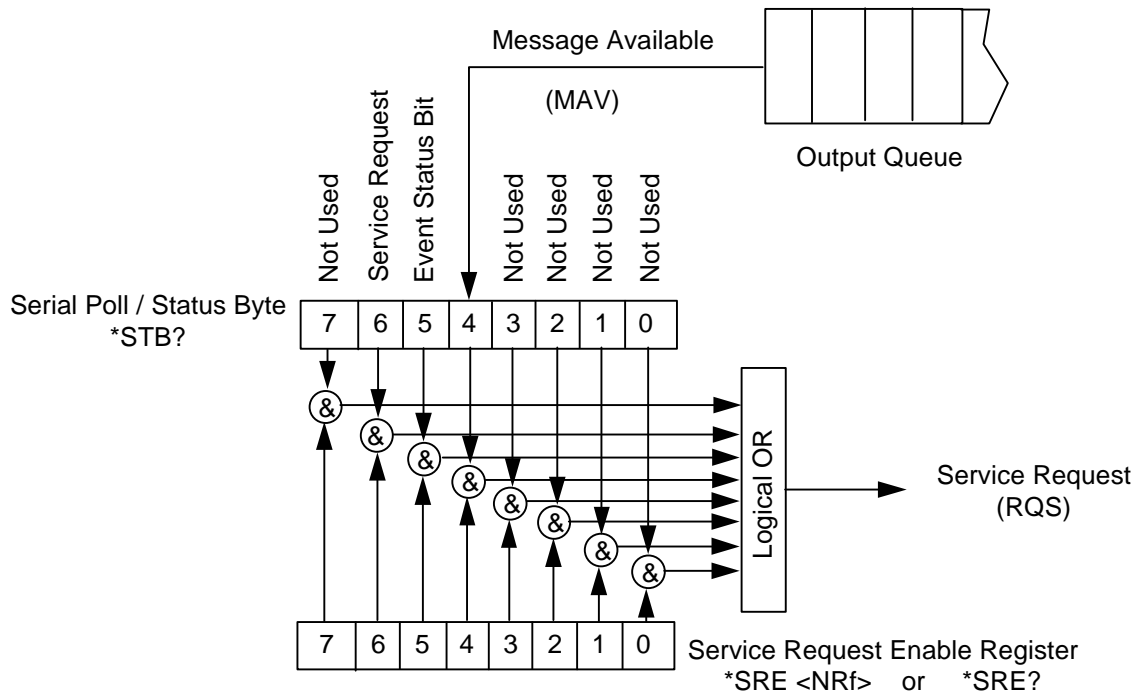 Message Available
(MAV)
Output Queue
Not Used
Service Request
Event Status Bit
Not Used
Not Used
Not Used
Not Used
Serial Poll / Status Byte
*STB?
7 6 5 4 3 2 1 0
&
&
&
&
&
&
&
&
Logical OR
Service Request
(RQS)
7 6 5 4 3 2 1 0
Service Request Enable Register
*SRE <NRf> or *SRE?